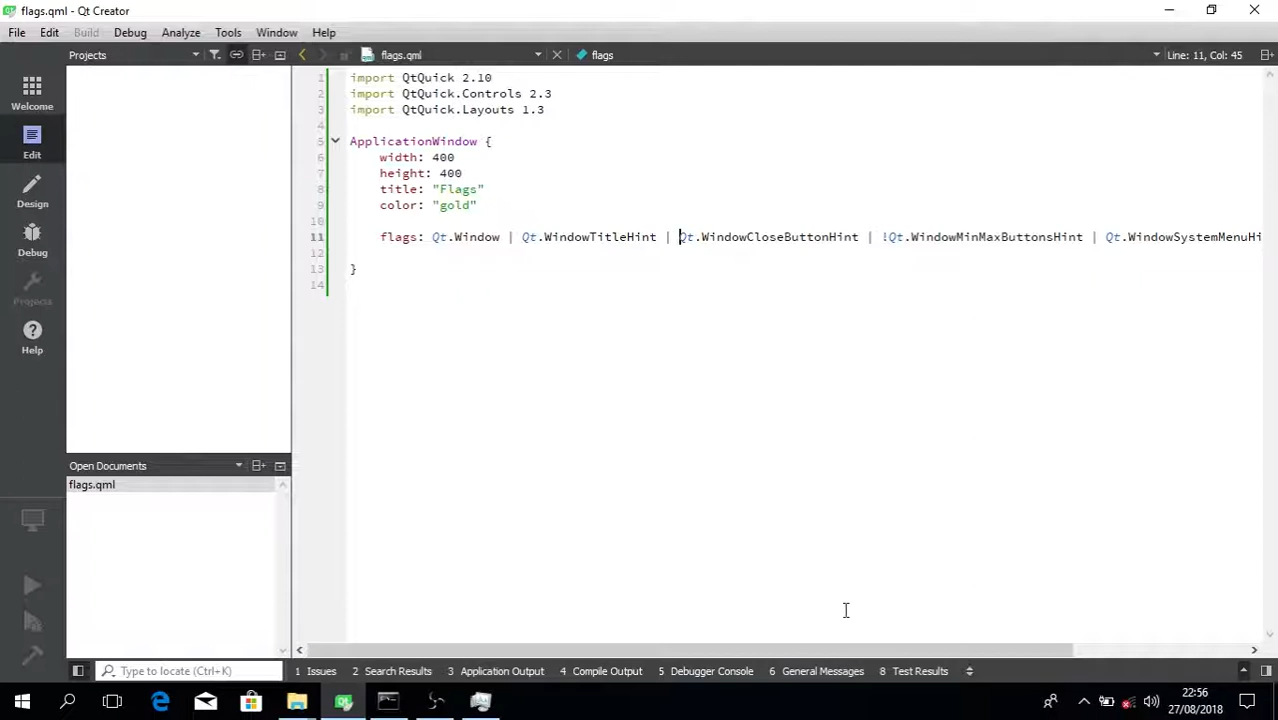 flags.qml - Qt Creator
File Edit Build Debug Analyze Tools Window Help
Projects flags.qml flags Line: 11, Col: 45
Welcome
Edit
Design
Debug
Projects
Help
1 import QtQuick 2.10
2 import QtQuick.Controls 2.3
3 import QtQuick.Layouts 1.3
4
5 ApplicationWindow {
6 width: 400
7 height: 400
8 title: "Flags"
9 color: "gold"
10
11 flags: Qt.Window | Qt.WindowTitleHint | Qt.WindowCloseButtonHint | !Qt.WindowMinMaxButtonsHint | Qt.WindowSystemMenuHi
12
13 }
14
Open Documents
flags.qml
Type to locate (Ctrl+K) 1 Issues 2 Search Results 3 Application Output 4 Compile Output 5 Debugger Console 6 General Messages 8 Test Results
22:56
27/08/2018